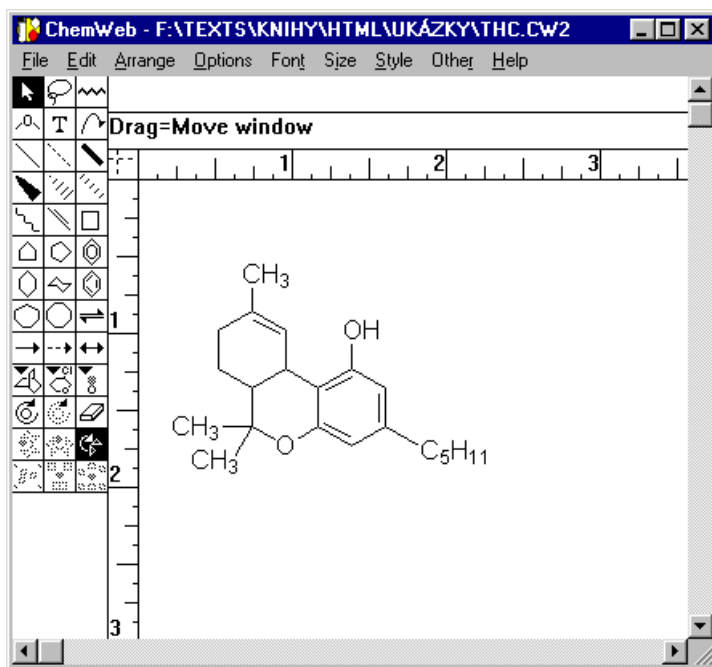 ChemWeb - F:\TEXTS\KNIHY\HTML\UKÁZKY\THC.CW2
File Edit Arrange Options Font Size Style Other Help
T
Drag=Move window
1 2 3
Cl
1
2
3
CH3
OH
CH3
CH3
O
C5H11